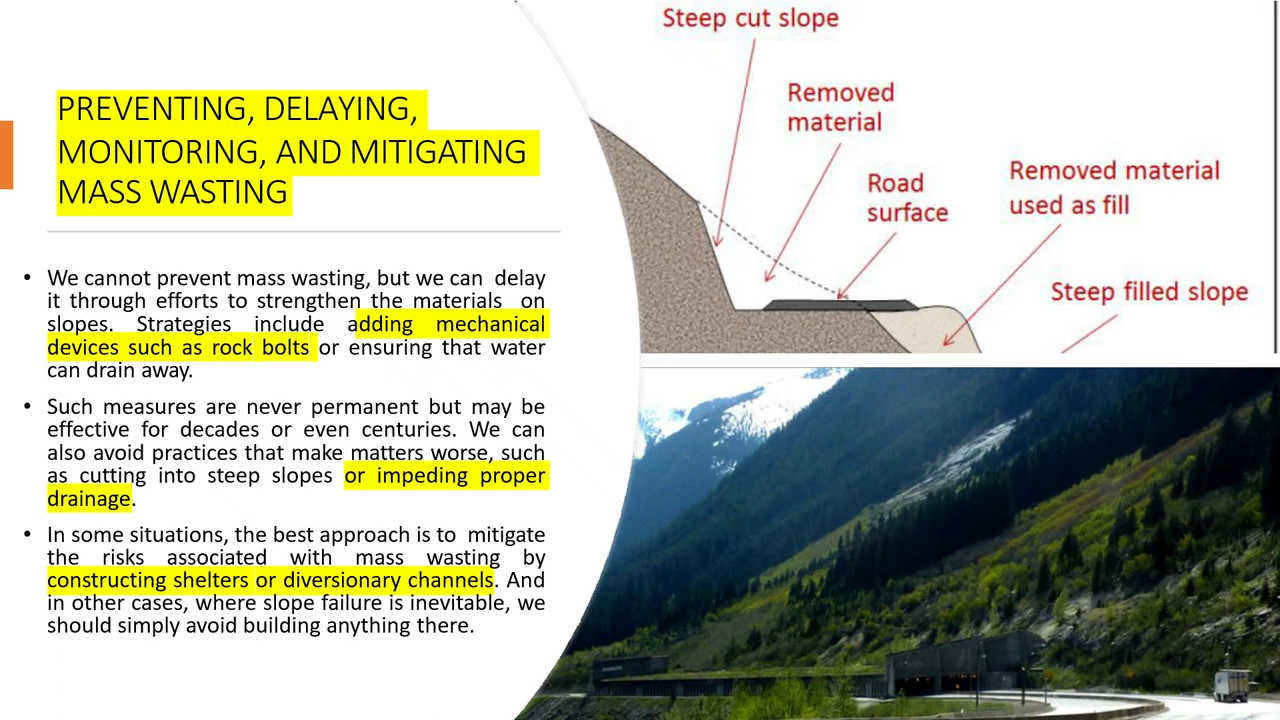 PREVENTING, DELAYING,
MONITORING, AND MITIGATING
MASS WASTING
• We cannot prevent mass wasting, but we can delay
it through efforts to strengthen the materials on
slopes. Strategies include adding mechanical
devices such as rock bolts or ensuring that water
can drain away.
• Such measures are never permanent but may be
effective for decades or even centuries. We can
also avoid practices that make matters worse, such
as cutting into steep slopes or impeding proper
drainage.
• In some situations, the best approach is to mitigate
the risks associated with mass wasting by
constructing shelters or diversionary channels. And
in other cases, where slope failure is inevitable, we
should simply avoid building anything there.
Steep cut slope
Removed
material
Road
surface
Removed material
used as fill
Steep filled slope